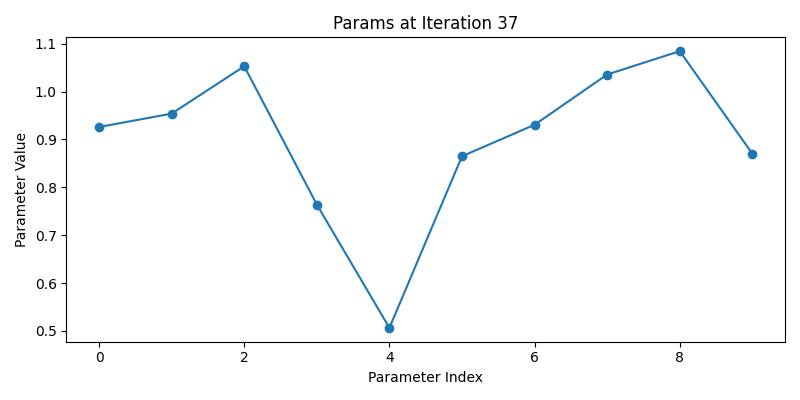 Params at Iteration 37
1.1
1.0
0.9
0.8
0.7
0.6
0.5
Parameter Value
0 2 4 6 8
Parameter Index